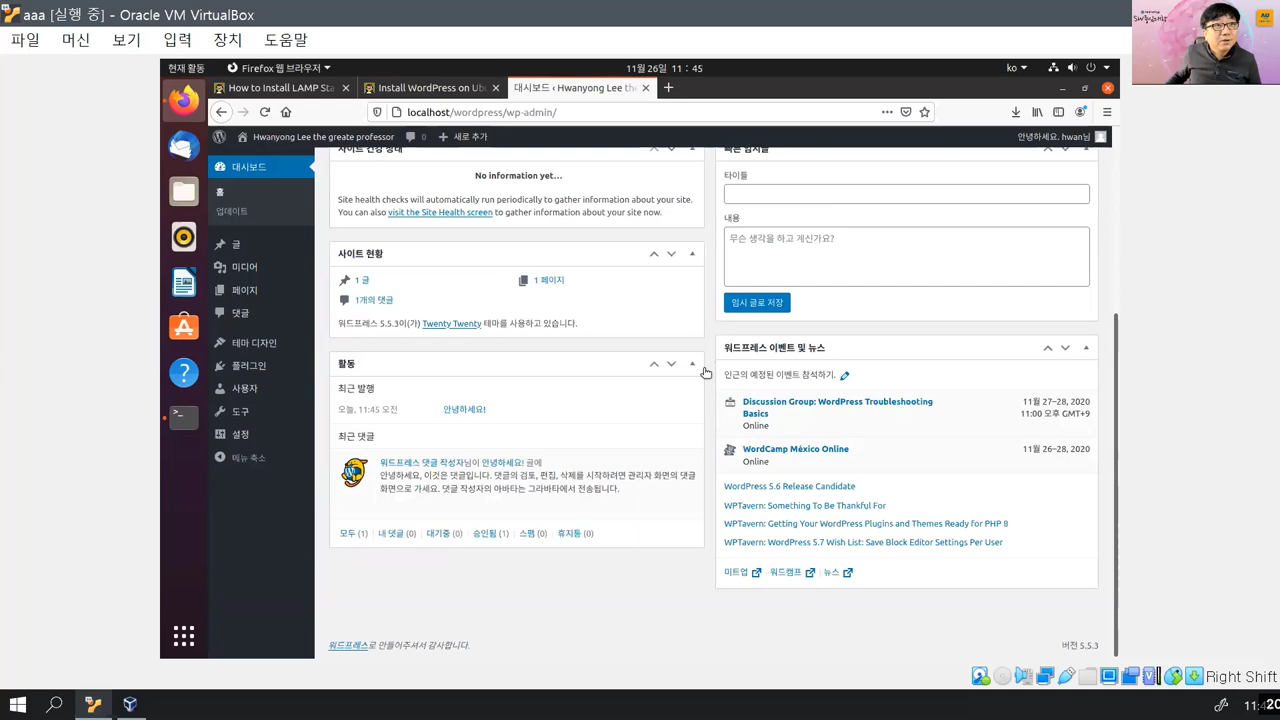 aaa [실행 중] - Oracle VM VirtualBox
파일 머신 보기 입력 장치 도움말
현재 활동 Firefox 웹 브라우저 11월 26일 11 : 45 ko
How to Install LAMP Sta Install WordPress on Ubu 대시보드 ‹ Hwanyong Lee the
localhost/wordpress/wp-admin/
Hwanyong Lee the greate professor 0 새로 추가 안녕하세요, hwan님
대시보드
홈
업데이트
글
미디어
페이지
댓글
테마 디자인
플러그인
사용자
도구
설정
메뉴 축소
사이트 건강 상태
No information yet…
Site health checks will automatically run periodically to gather information about your site.
You can also visit the Site Health screen to gather information about your site now.
사이트 현황
1 글 1 페이지
1개의 댓글
워드프레스 5.5.3이(가) Twenty Twenty 테마를 사용하고 있습니다.
활동
최근 발행
오늘, 11:45 오전 안녕하세요!
최근 댓글
워드프레스 댓글 작성자님이 안녕하세요! 글에
안녕하세요, 이것은 댓글입니다. 댓글의 검토, 편집, 삭제를 시작하려면 관리자 화면의 댓글
화면으로 가세요. 댓글 작성자의 아바타는 그라바타에서 전송됩니다.
모두 (1) | 내 댓글 (0) | 대기중 (0) | 승인됨 (1) | 스팸 (0) | 휴지통 (0)
빠른 임시글
타이틀
내용
무슨 생각을 하고 계신가요?
임시 글로 저장
워드프레스 이벤트 및 뉴스
인근의 예정된 이벤트 참석하기.
Discussion Group: WordPress Troubleshooting 11월 27–28, 2020
Basics 11:00 오후 GMT+9
Online
WordCamp México Online 11월 26–28, 2020
Online
WordPress 5.6 Release Candidate
WPTavern: Something To Be Thankful For
WPTavern: Getting Your WordPress Plugins and Themes Ready for PHP 8
WPTavern: WordPress 5.7 Wish List: Save Block Editor Settings Per User
미트업 | 워드캠프 | 뉴스
워드프레스로 만들어주셔서 감사합니다. 버전 5.5.3
Right Shift
SW중심대학
AU